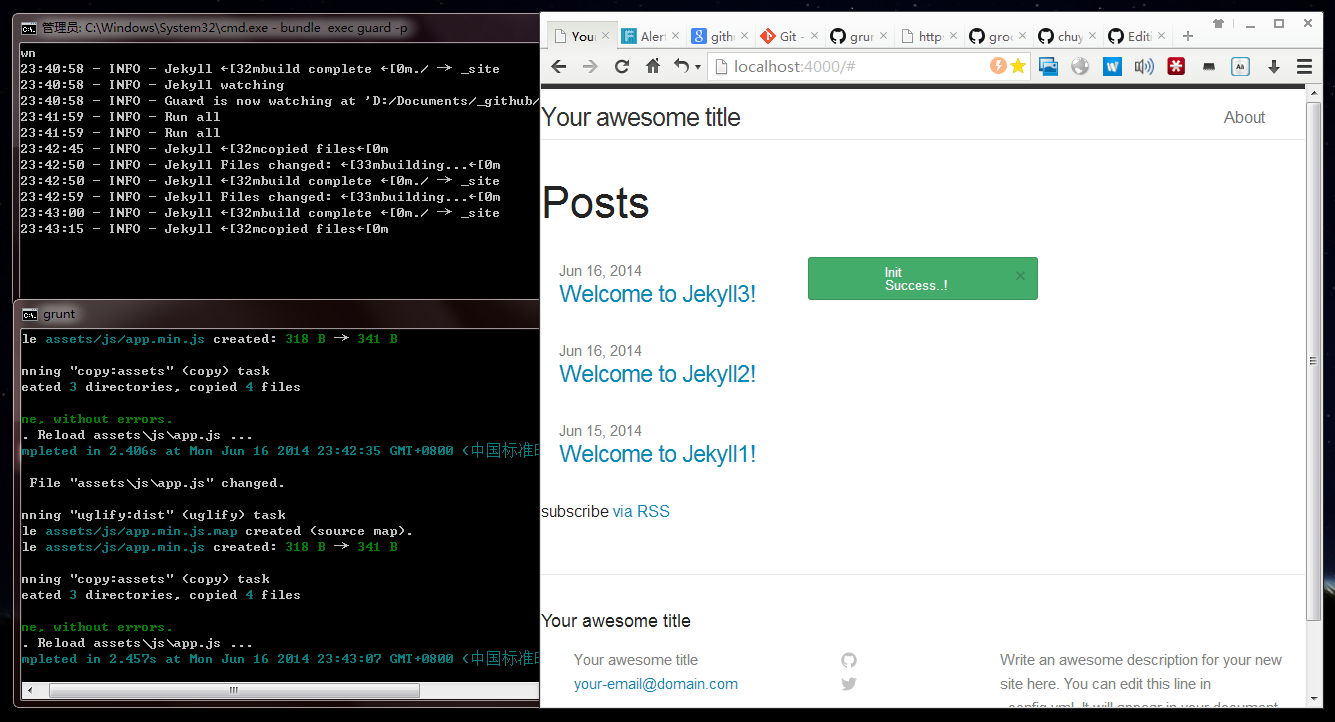 管理员: C:\Windows\System32\cmd.exe - bundle  exec guard -p
wn
23:40:58 - INFO - Jekyll ←[32mbuild complete ←[0m./ → _site
23:40:58 - INFO - Jekyll watching
23:40:58 - INFO - Guard is now watching at 'D:/Documents/_github/
23:41:59 - INFO - Run all
23:41:59 - INFO - Run all
23:42:45 - INFO - Jekyll ←[32mcopied files←[0m
23:42:50 - INFO - Jekyll Files changed: ←[33mbuilding...←[0m
23:42:50 - INFO - Jekyll ←[32mbuild complete ←[0m./ → _site
23:42:59 - INFO - Jekyll Files changed: ←[33mbuilding...←[0m
23:43:00 - INFO - Jekyll ←[32mbuild complete ←[0m./ → _site
23:43:15 - INFO - Jekyll ←[32mcopied files←[0m
grunt
le assets/js/app.min.js created: 318 B → 341 B
nning "copy:assets" (copy) task
eated 3 directories, copied 4 files
ne, without errors.
. Reload assets\js\app.js ...
mpleted in 2.406s at Mon Jun 16 2014 23:42:35 GMT+0800 (中国标准
 File "assets\js\app.js" changed.
nning "uglify:dist" (uglify) task
le assets/js/app.min.js.map created (source map).
le assets/js/app.min.js created: 318 B → 341 B
nning "copy:assets" (copy) task
eated 3 directories, copied 4 files
ne, without errors.
. Reload assets\js\app.js ...
mpleted in 2.457s at Mon Jun 16 2014 23:43:07 GMT+0800 (中国标准
Your Alert githu Git - grun http: groc chuy Editi
localhost:4000/#
Your awesome title
About
Posts
Jun 16, 2014
Welcome to Jekyll3!
Init
Success..!
Jun 16, 2014
Welcome to Jekyll2!
Jun 15, 2014
Welcome to Jekyll1!
subscribe via RSS
Your awesome title
Your awesome title
your-email@domain.com
Write an awesome description for your new
site here. You can edit this line in
_config.yml. It will appear in your document